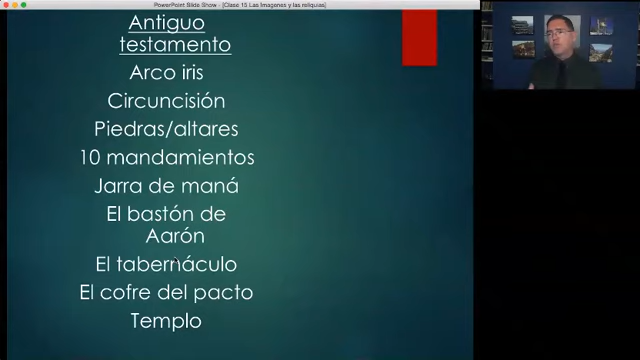 PowerPoint Slide Show - [Clase 15 Las Imagenes y las reliquias]
Antiguo
testamento
Arco iris
Circuncisión
Piedras/altares
10 mandamientos
Jarra de maná
El bastón de
Aarón
El tabernáculo
El cofre del pacto
Templo